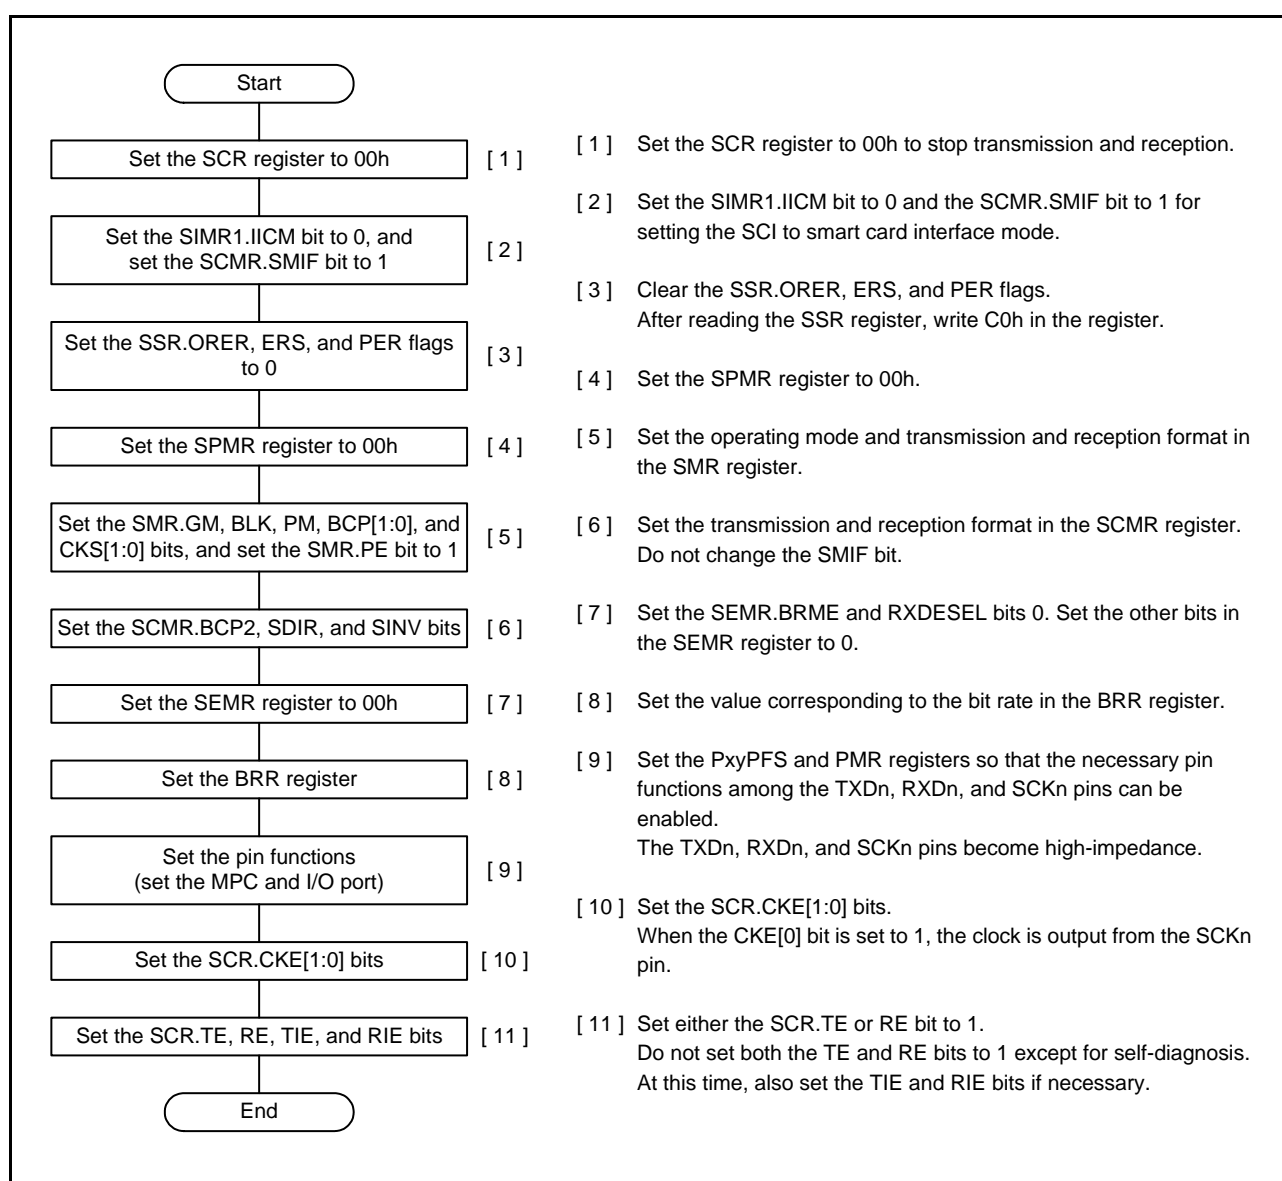 Start
Set the SCR register to 00h
[ 1 ]
Set the SIMR1.IICM bit to 0, and
set the SCMR.SMIF bit to 1
[ 2 ]
Set the SSR.ORER, ERS, and PER flags
to 0
[ 3 ]
Set the SPMR register to 00h
[ 4 ]
Set the SMR.GM, BLK, PM, BCP[1:0], and
CKS[1:0] bits, and set the SMR.PE bit to 1
[ 5 ]
Set the SCMR.BCP2, SDIR, and SINV bits
[ 6 ]
Set the SEMR register to 00h
[ 7 ]
Set the BRR register
[ 8 ]
Set the pin functions
(set the MPC and I/O port)
[ 9 ]
Set the SCR.CKE[1:0] bits
[ 10 ]
Set the SCR.TE, RE, TIE, and RIE bits
[ 11 ]
End
[ 1 ] Set the SCR register to 00h to stop transmission and reception.
[ 2 ] Set the SIMR1.IICM bit to 0 and the SCMR.SMIF bit to 1 for
setting the SCI to smart card interface mode.
[ 3 ] Clear the SSR.ORER, ERS, and PER flags.
After reading the SSR register, write C0h in the register.
[ 4 ] Set the SPMR register to 00h.
[ 5 ] Set the operating mode and transmission and reception format in
the SMR register.
[ 6 ] Set the transmission and reception format in the SCMR register.
Do not change the SMIF bit.
[ 7 ] Set the SEMR.BRME and RXDESEL bits 0. Set the other bits in
the SEMR register to 0.
[ 8 ] Set the value corresponding to the bit rate in the BRR register.
[ 9 ] Set the PxyPFS and PMR registers so that the necessary pin
functions among the TXDn, RXDn, and SCKn pins can be
enabled.
The TXDn, RXDn, and SCKn pins become high-impedance.
[ 10 ] Set the SCR.CKE[1:0] bits.
When the CKE[0] bit is set to 1, the clock is output from the SCKn
pin.
[ 11 ] Set either the SCR.TE or RE bit to 1.
Do not set both the TE and RE bits to 1 except for self-diagnosis.
At this time, also set the TIE and RIE bits if necessary.